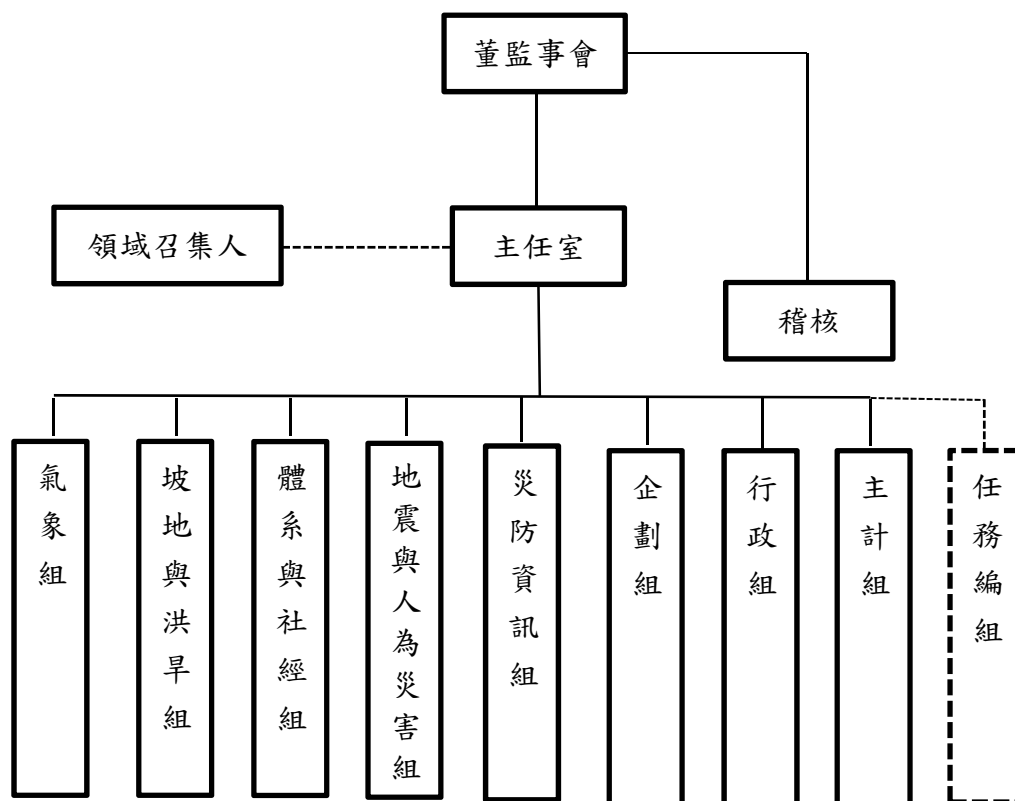 董監事會
領域召集人
主任室
稽核
氣象組
坡地與洪旱組
體系與社經組
地震與人為災害組
災防資訊組
企劃組
行政組
主計組
任務編組